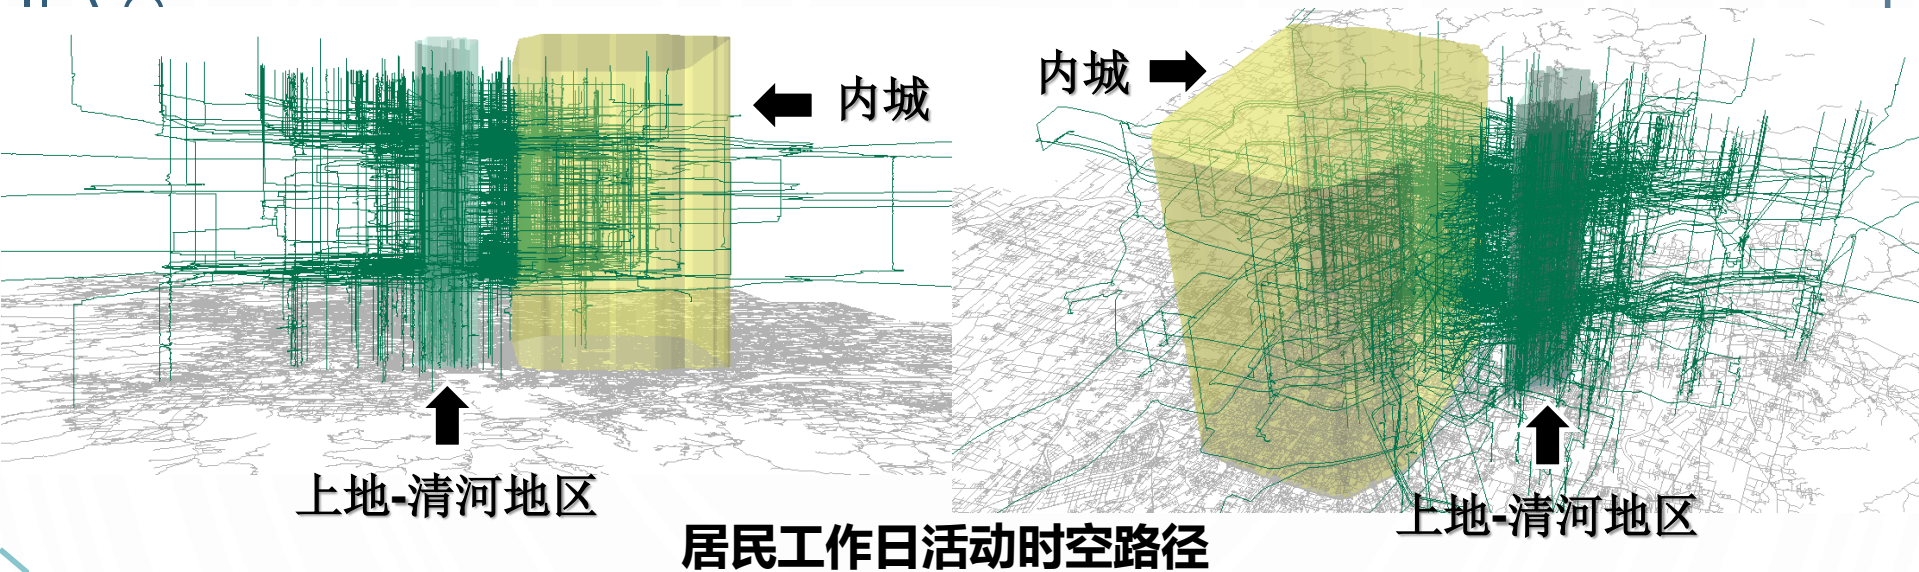 内城
内城
上地-清河地区
上地-清河地区
居民工作日活动时空路径